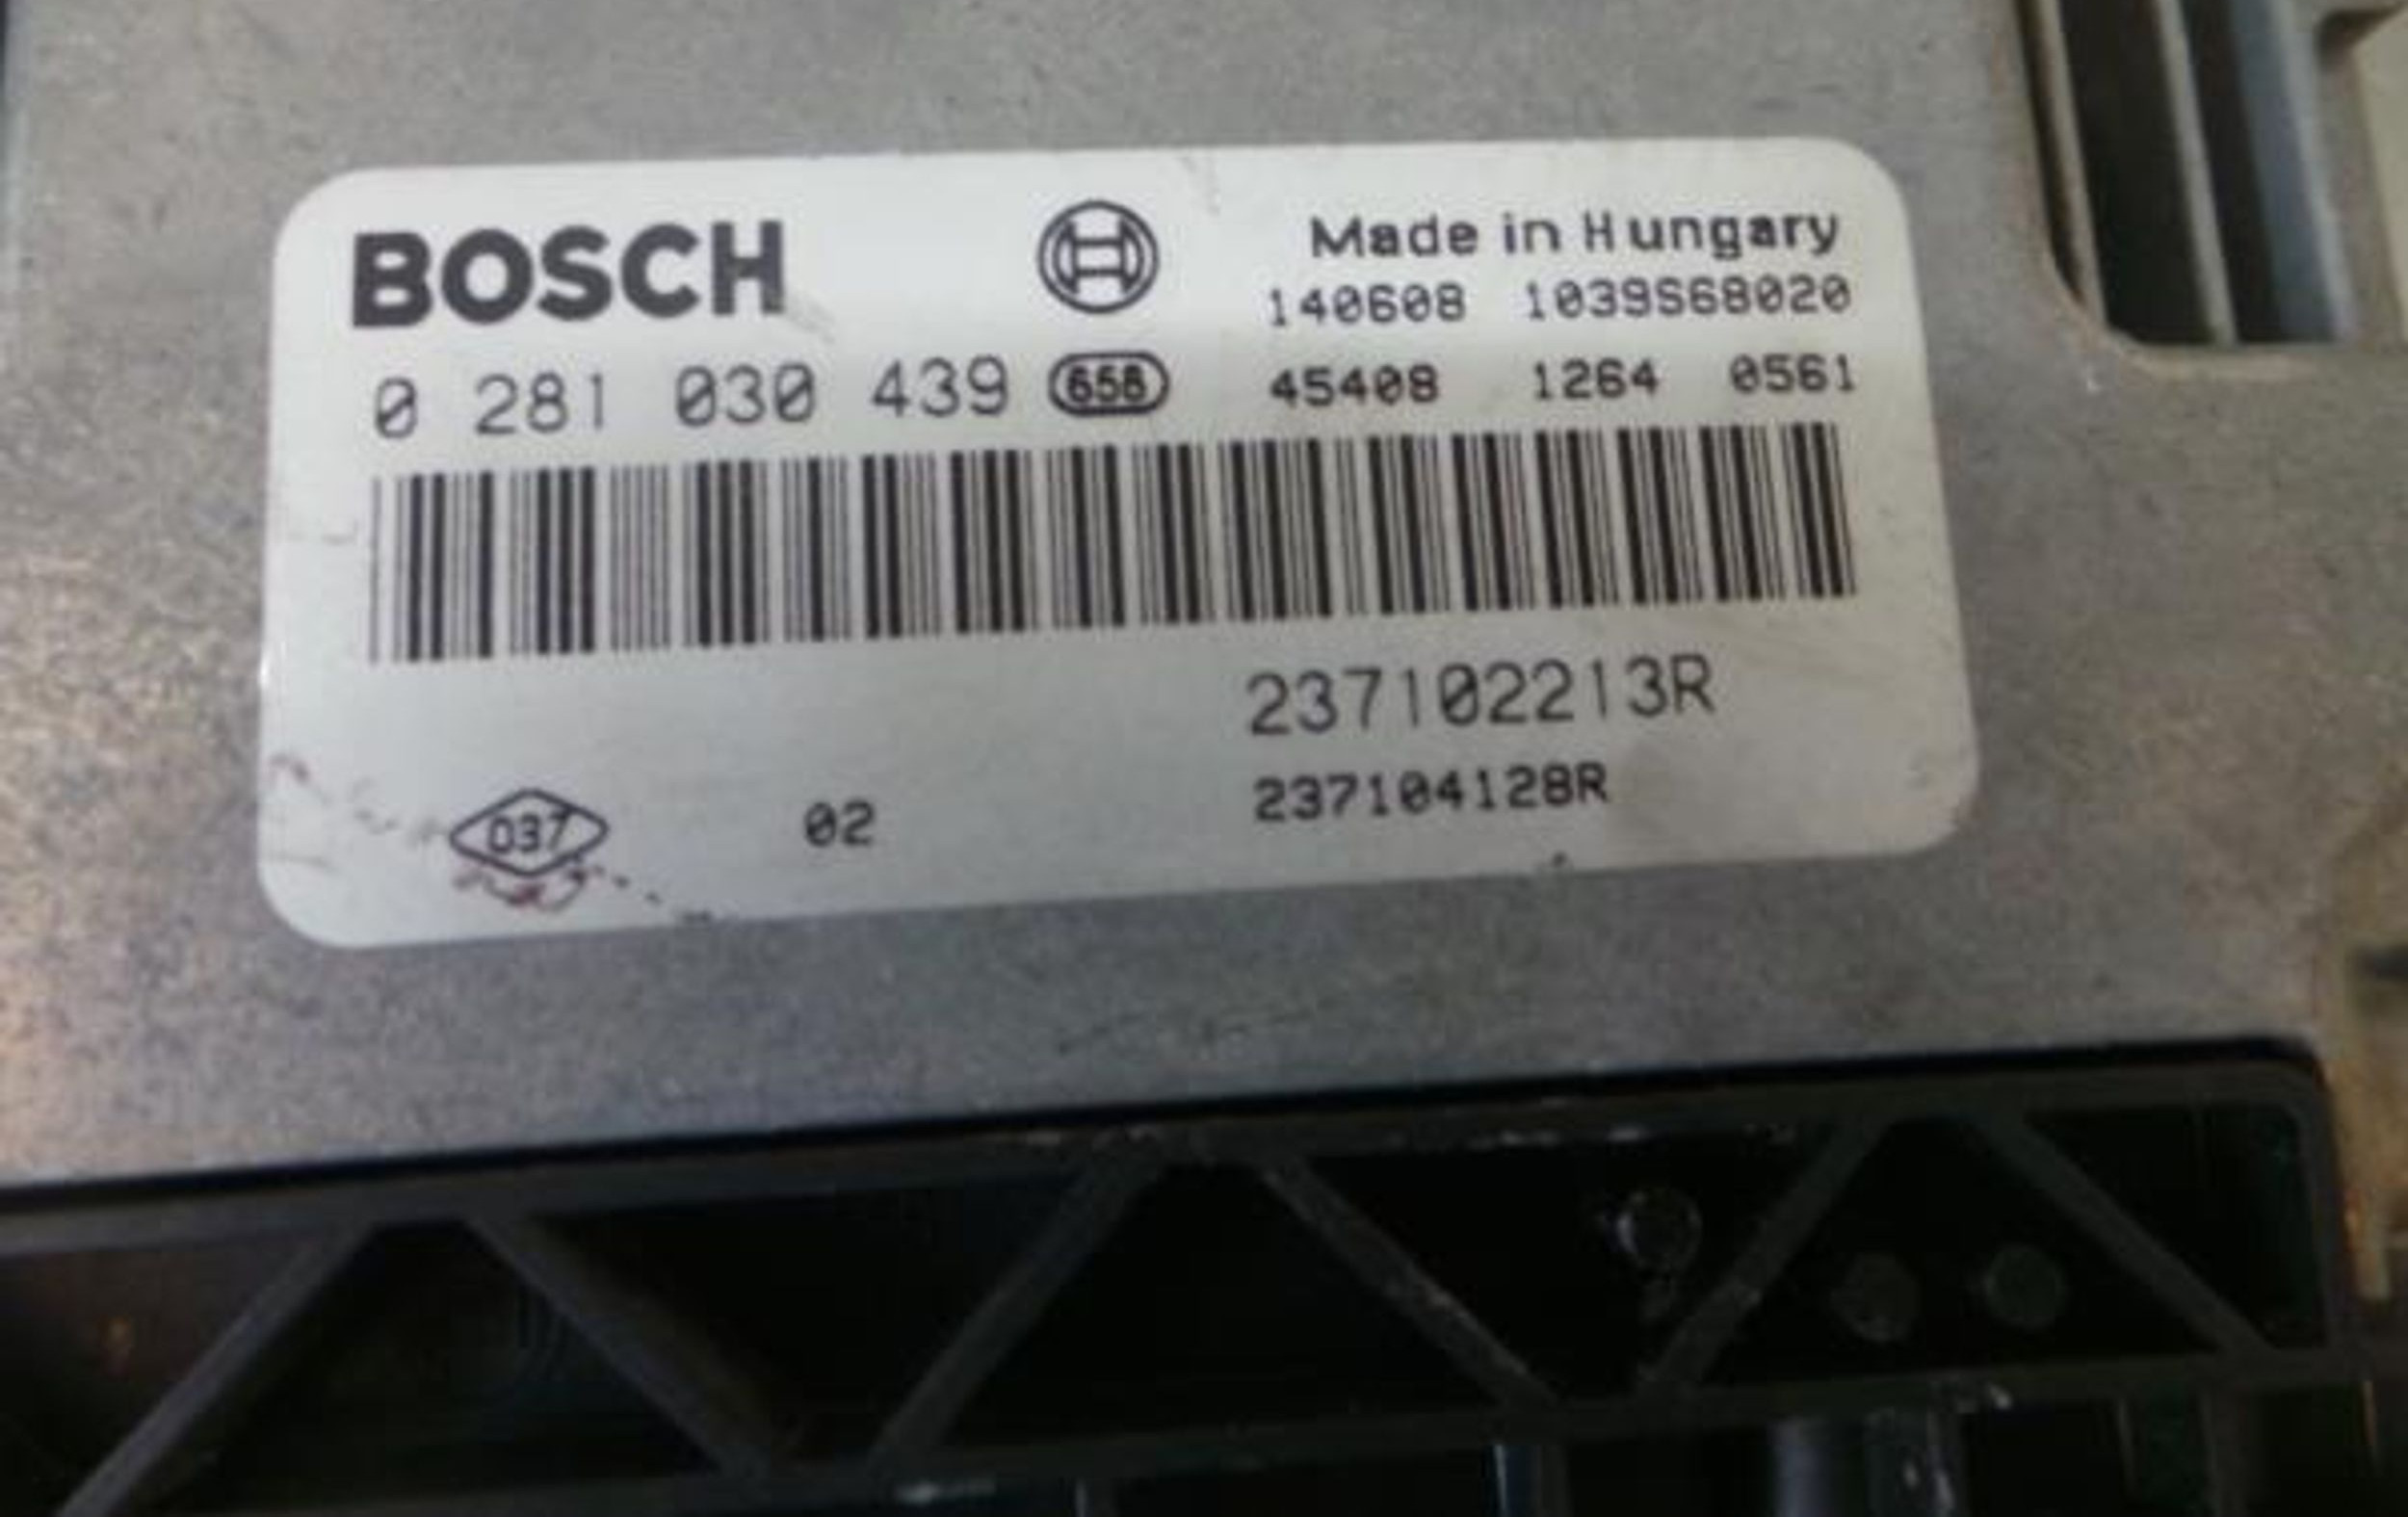 BOSCH
Made in Hungary
140608 1039S68020
0 281 030 439 658 45408 1264 0561
237102213R
037 02 237104128R